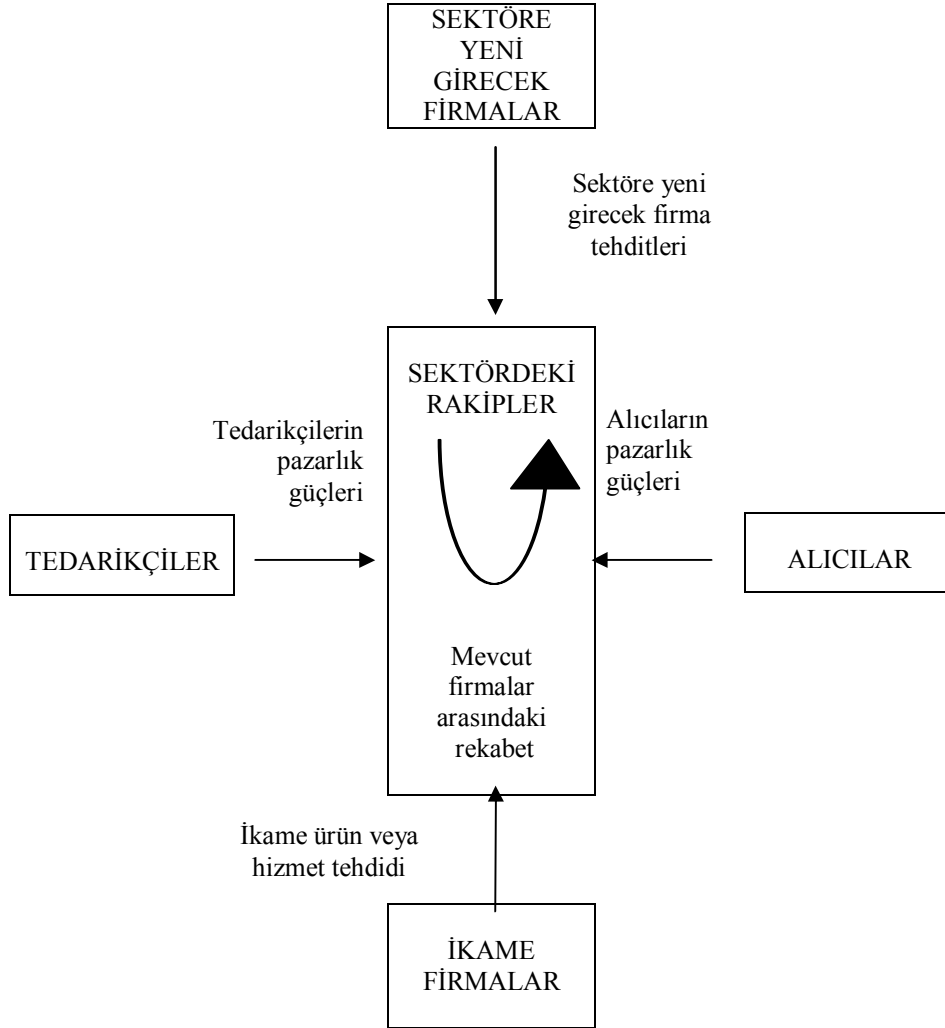 SEKTÖRE
YENİ
GİRECEK
FİRMALAR
Sektöre yeni
girecek firma
tehditleri
SEKTÖRDEKİ
RAKİPLER
Tedarikçilerin
pazarlık
güçleri
Alıcıların
pazarlık
güçleri
TEDARİKÇİLER
ALICILAR
Mevcut
firmalar
arasındaki
rekabet
İkame ürün veya
hizmet tehdidi
İKAME
FİRMALAR